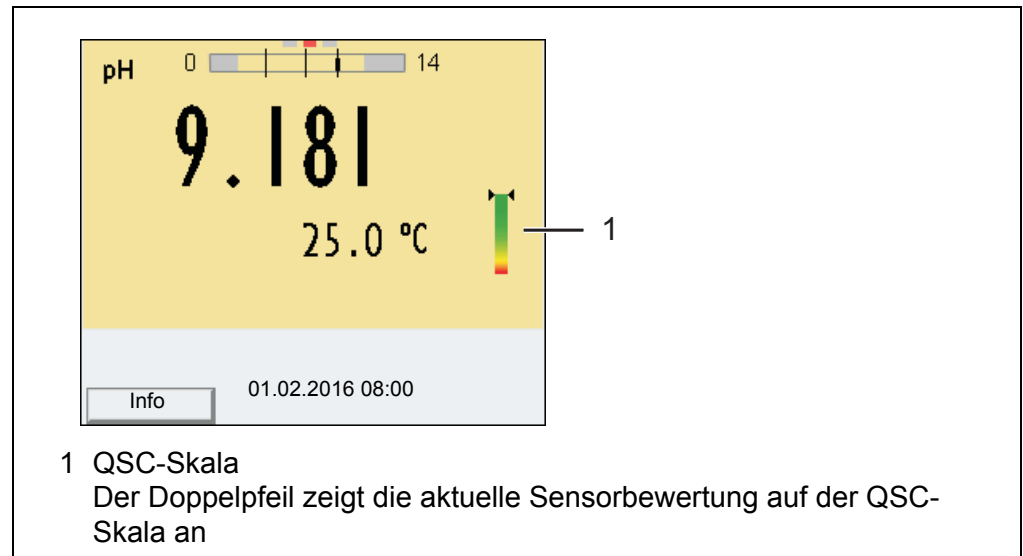 pH 0 14
9.181
25.0 °C
1
Info 01.02.2016 08:00
1 QSC-Skala
Der Doppelpfeil zeigt die aktuelle Sensorbewertung auf der QSC-
Skala an